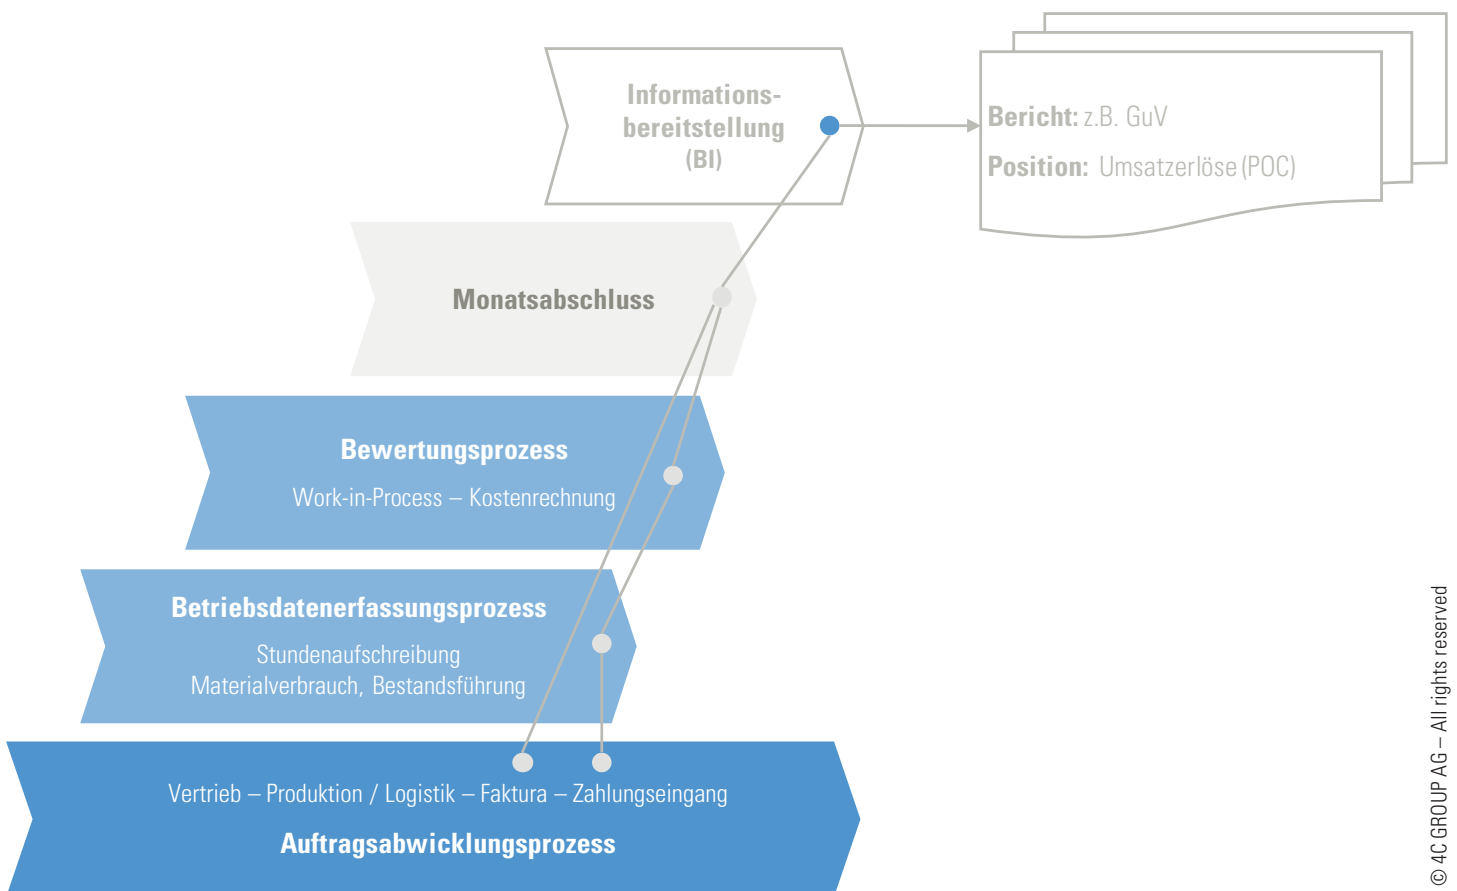 Informations-
bereitstellung
(BI)
Bericht: z.B. GuV
Position: Umsatzerlöse (POC)
Monatsabschluss
Bewertungsprozess
Work-in-Process – Kostenrechnung
Betriebsdatenerfassungsprozess
Stundenaufschreibung
Materialverbrauch, Bestandsführung
Vertrieb – Produktion / Logistik – Faktura – Zahlungseingang
Auftragsabwicklungsprozess
© 4C GROUP AG – All rights reserved